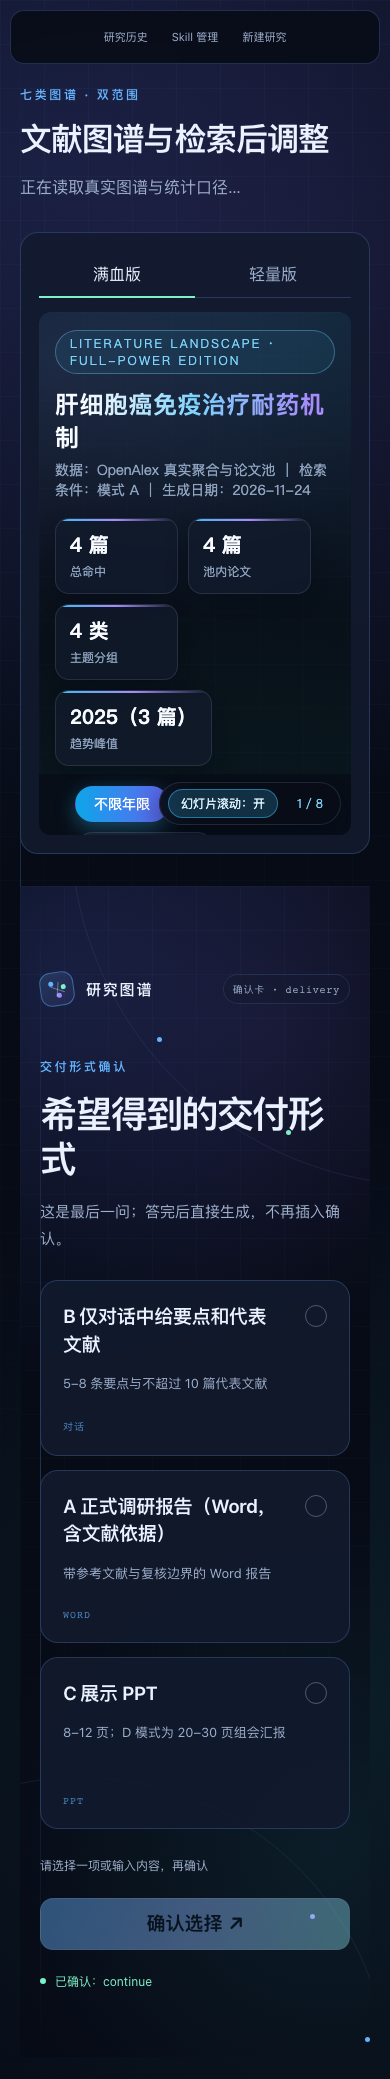 研究历史 Skill 管理 新建研究
七类图谱 · 双范围
文献图谱与检索后调整
正在读取真实图谱与统计口径...
满血版 轻量版
LITERATURE LANDSCAPE ·
FULL-POWER EDITION
肝细胞癌免疫治疗耐药机
制
数据：OpenAlex 真实聚合与论文池 ｜ 检索
条件：模式 A ｜ 生成日期：2026-11-24
4 篇 4 篇
总命中 池内论文
4 类
主题分组
2025（3 篇）
趋势峰值
不限年限 幻灯片滚动：开 1 / 8
研究图谱 确认卡 · delivery
交付形式确认
希望得到的交付形
式
这是最后一问；答完后直接生成，不再插入确
认。
B 仅对话中给要点和代表
文献
5-8 条要点与不超过 10 篇代表文献
对话
A 正式调研报告（Word，
含文献依据）
带参考文献与复核边界的 Word 报告
WORD
C 展示 PPT
8-12 页；D 模式为 20-30 页组会汇报
PPT
请选择一项或输入内容，再确认
确认选择 ↗
已确认：continue